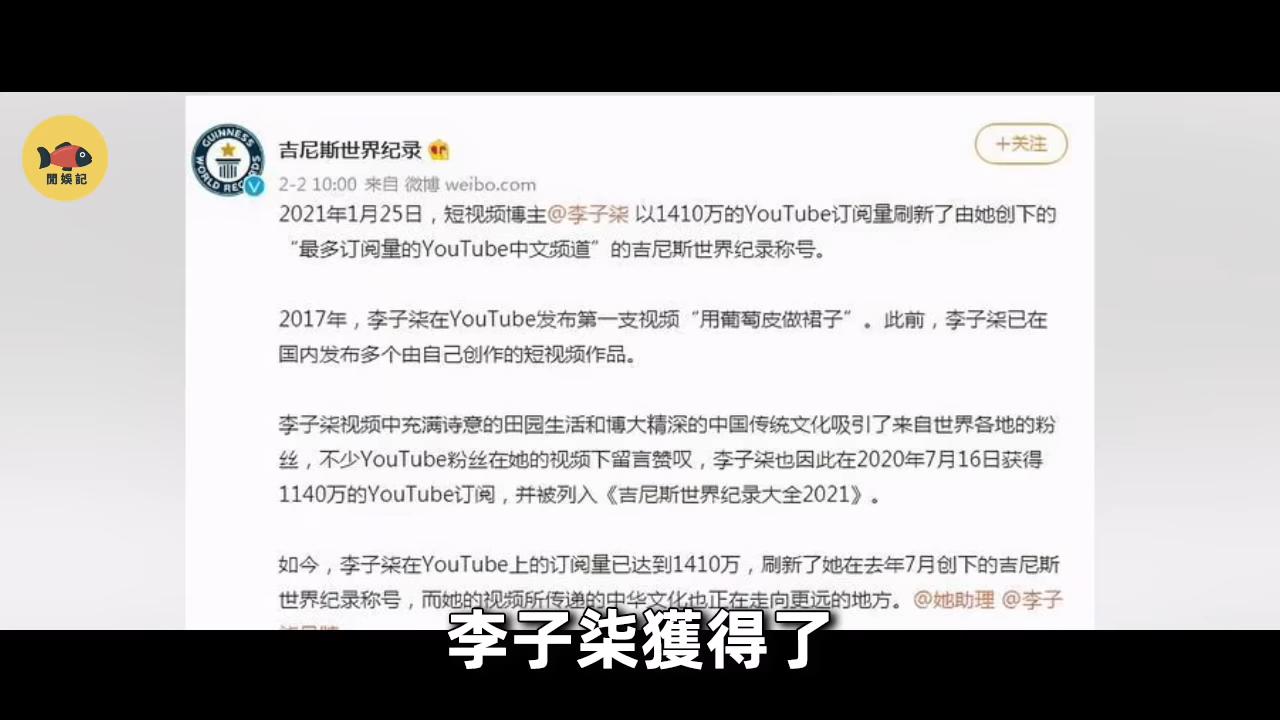 閒娛記
GUINNESS
WORLD RECORDS
吉尼斯世界纪录
+关注
2-2 10:00 来自 微博 weibo.com
2021年1月25日，短视频博主@李子柒 以1410万的YouTube订阅量刷新了由她创下的
“最多订阅量的YouTube中文频道”的吉尼斯世界纪录称号。
2017年，李子柒在YouTube发布第一支视频“用葡萄皮做裙子”。此前，李子柒已在
国内发布多个由自己创作的短视频作品。
李子柒视频中充满诗意的田园生活和博大精深的中国传统文化吸引了来自世界各地的粉
丝，不少YouTube粉丝在她的视频下留言赞叹，李子柒也因此在2020年7月16日获得
1140万的YouTube订阅，并被列入《吉尼斯世界纪录大全2021》。
如今，李子柒在YouTube上的订阅量已达到1410万，刷新了她在去年7月创下的吉尼斯
世界纪录称号，而她的视频所传递的中华文化也正在走向更远的地方。@她助理 @李子
李子柒獲得了